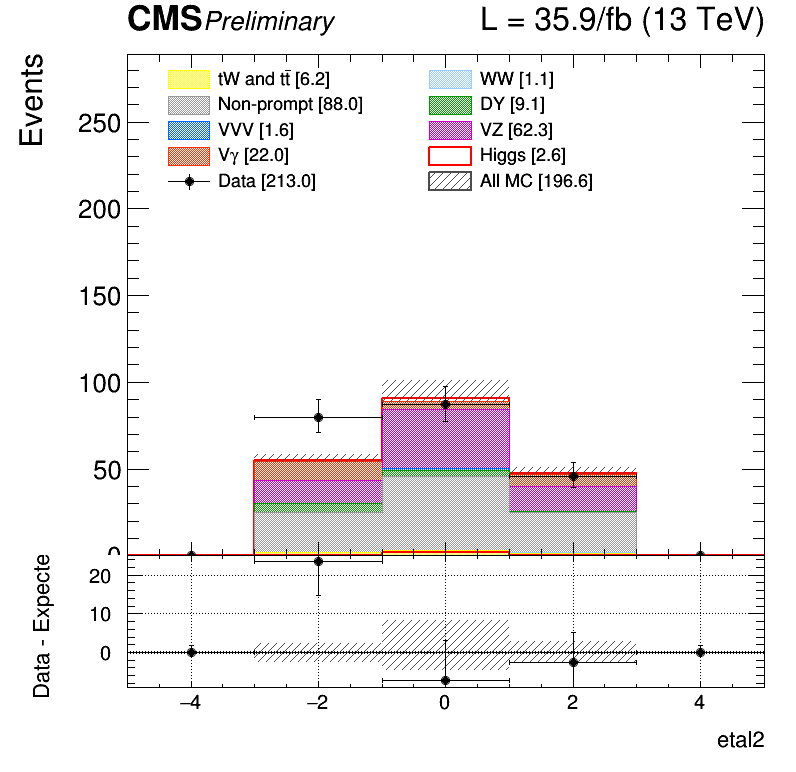 CMS Preliminary L = 35.9/fb (13 TeV)
Events
tW and tt̄ [6.2] WW [1.1]
Non-prompt [88.0] DY [9.1]
VVV [1.6] VZ [62.3]
Vγ [22.0] Higgs [2.6]
Data [213.0] All MC [196.6]
250
200
150
100
50
0
Data - Expecte
20
10
0
−4 −2 0 2 4
etal2